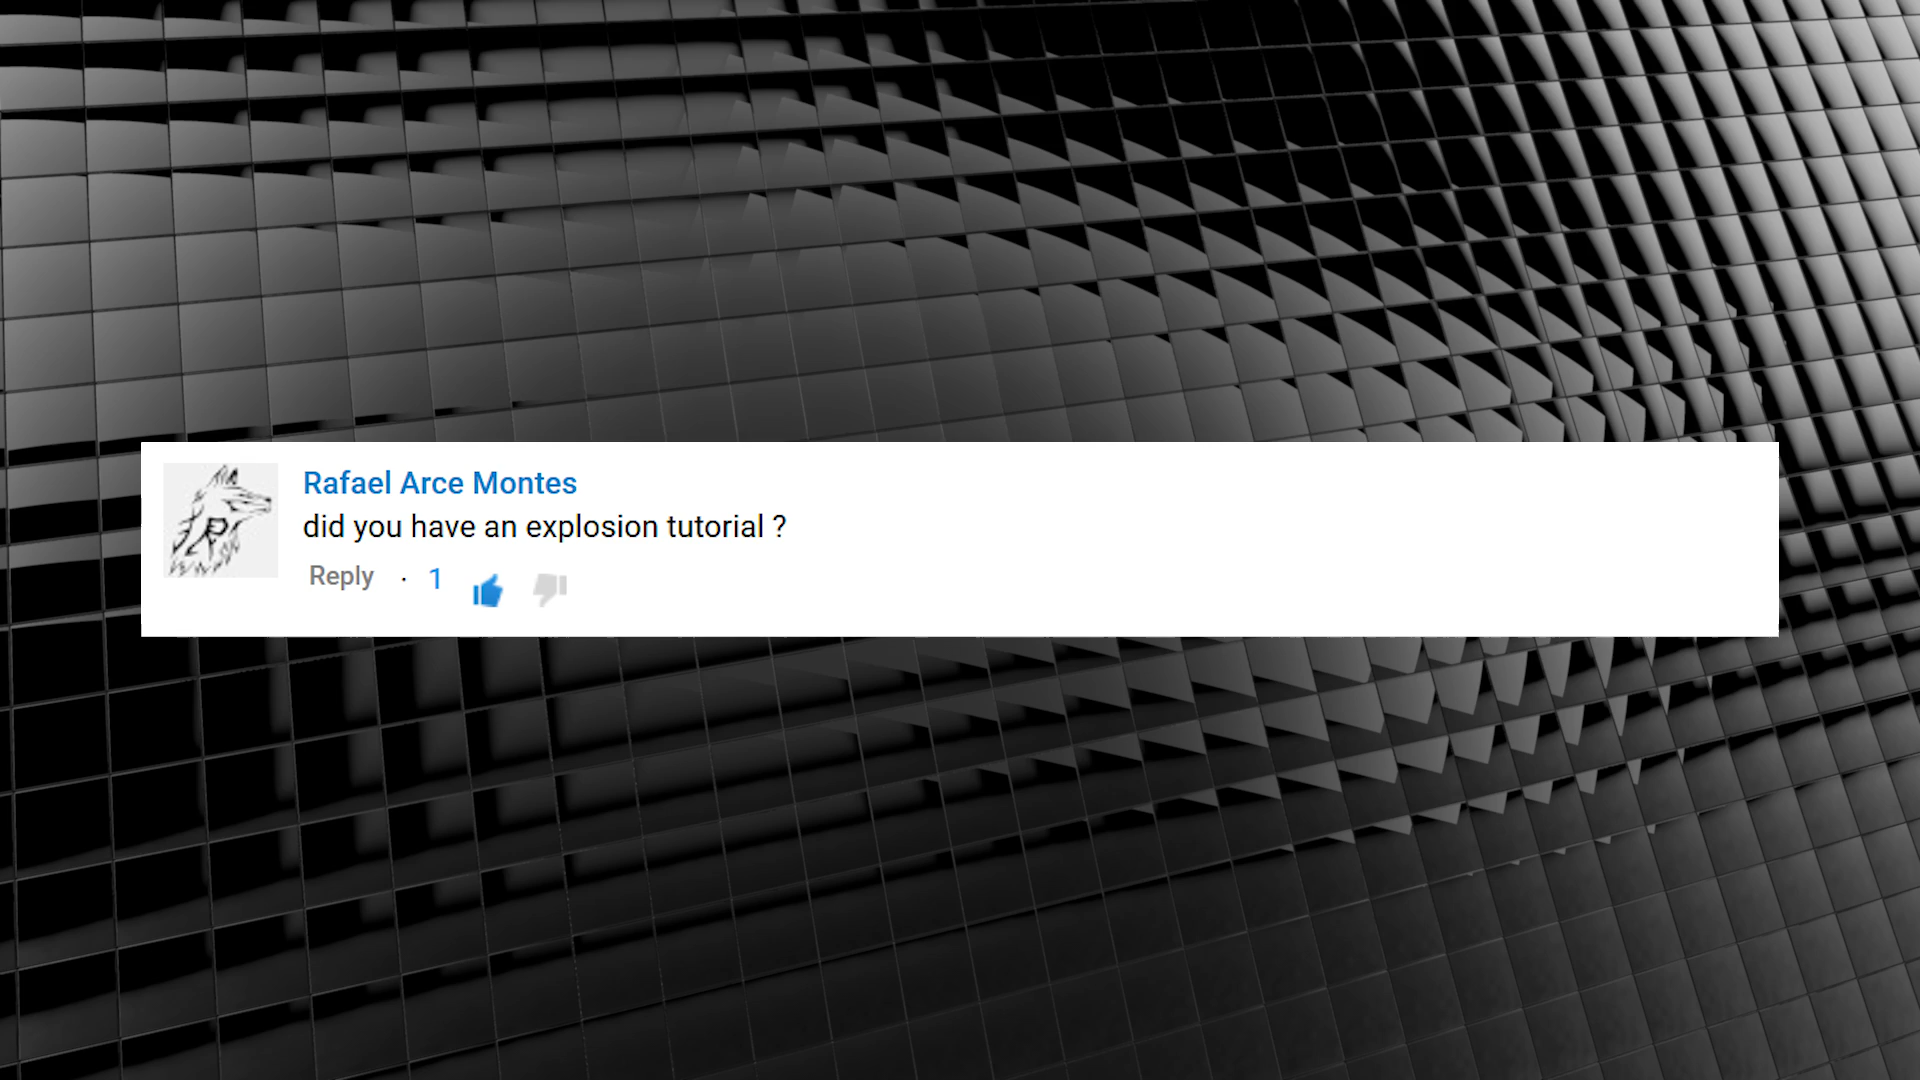 Rafael Arce Montes
did you have an explosion tutorial ?
Reply · 1